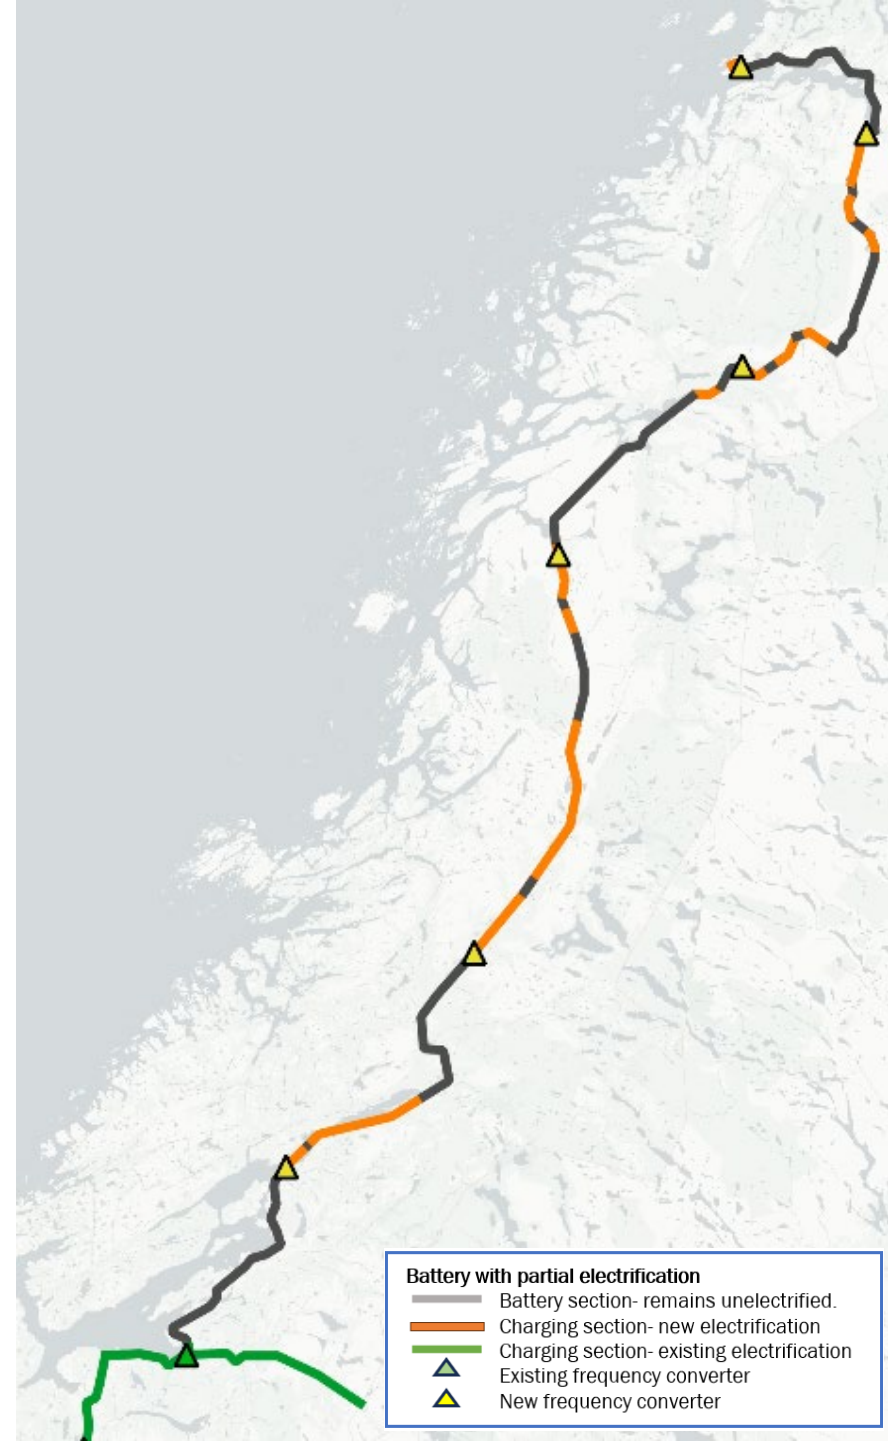 Battery with partial electrification
Battery section- remains unelectrified.
Charging section- new electrification
Charging section- existing electrification
Existing frequency converter
New frequency converter